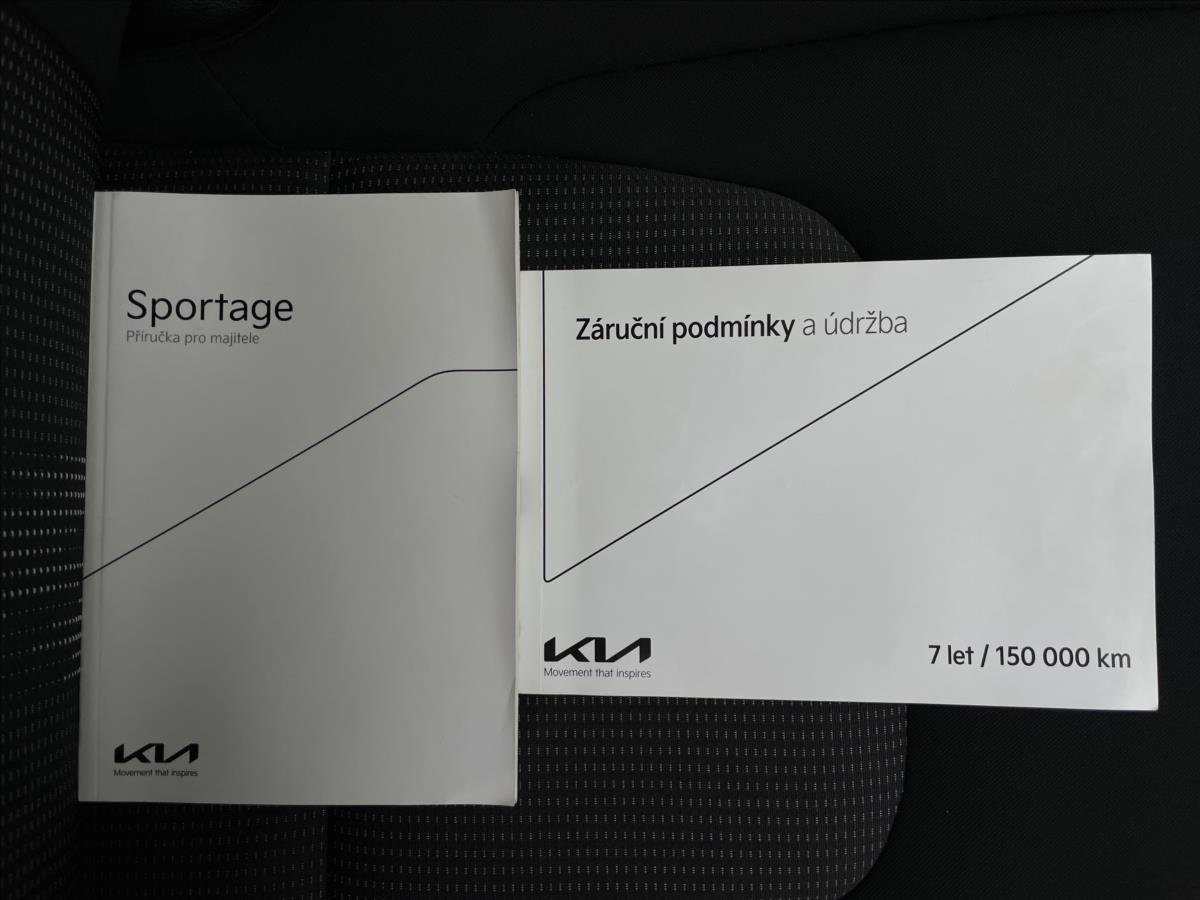 Sportage
Příručka pro majitele
KIA
Movement that inspires
Záruční podmínky a údržba
KIA
Movement that inspires
7 let / 150 000 km